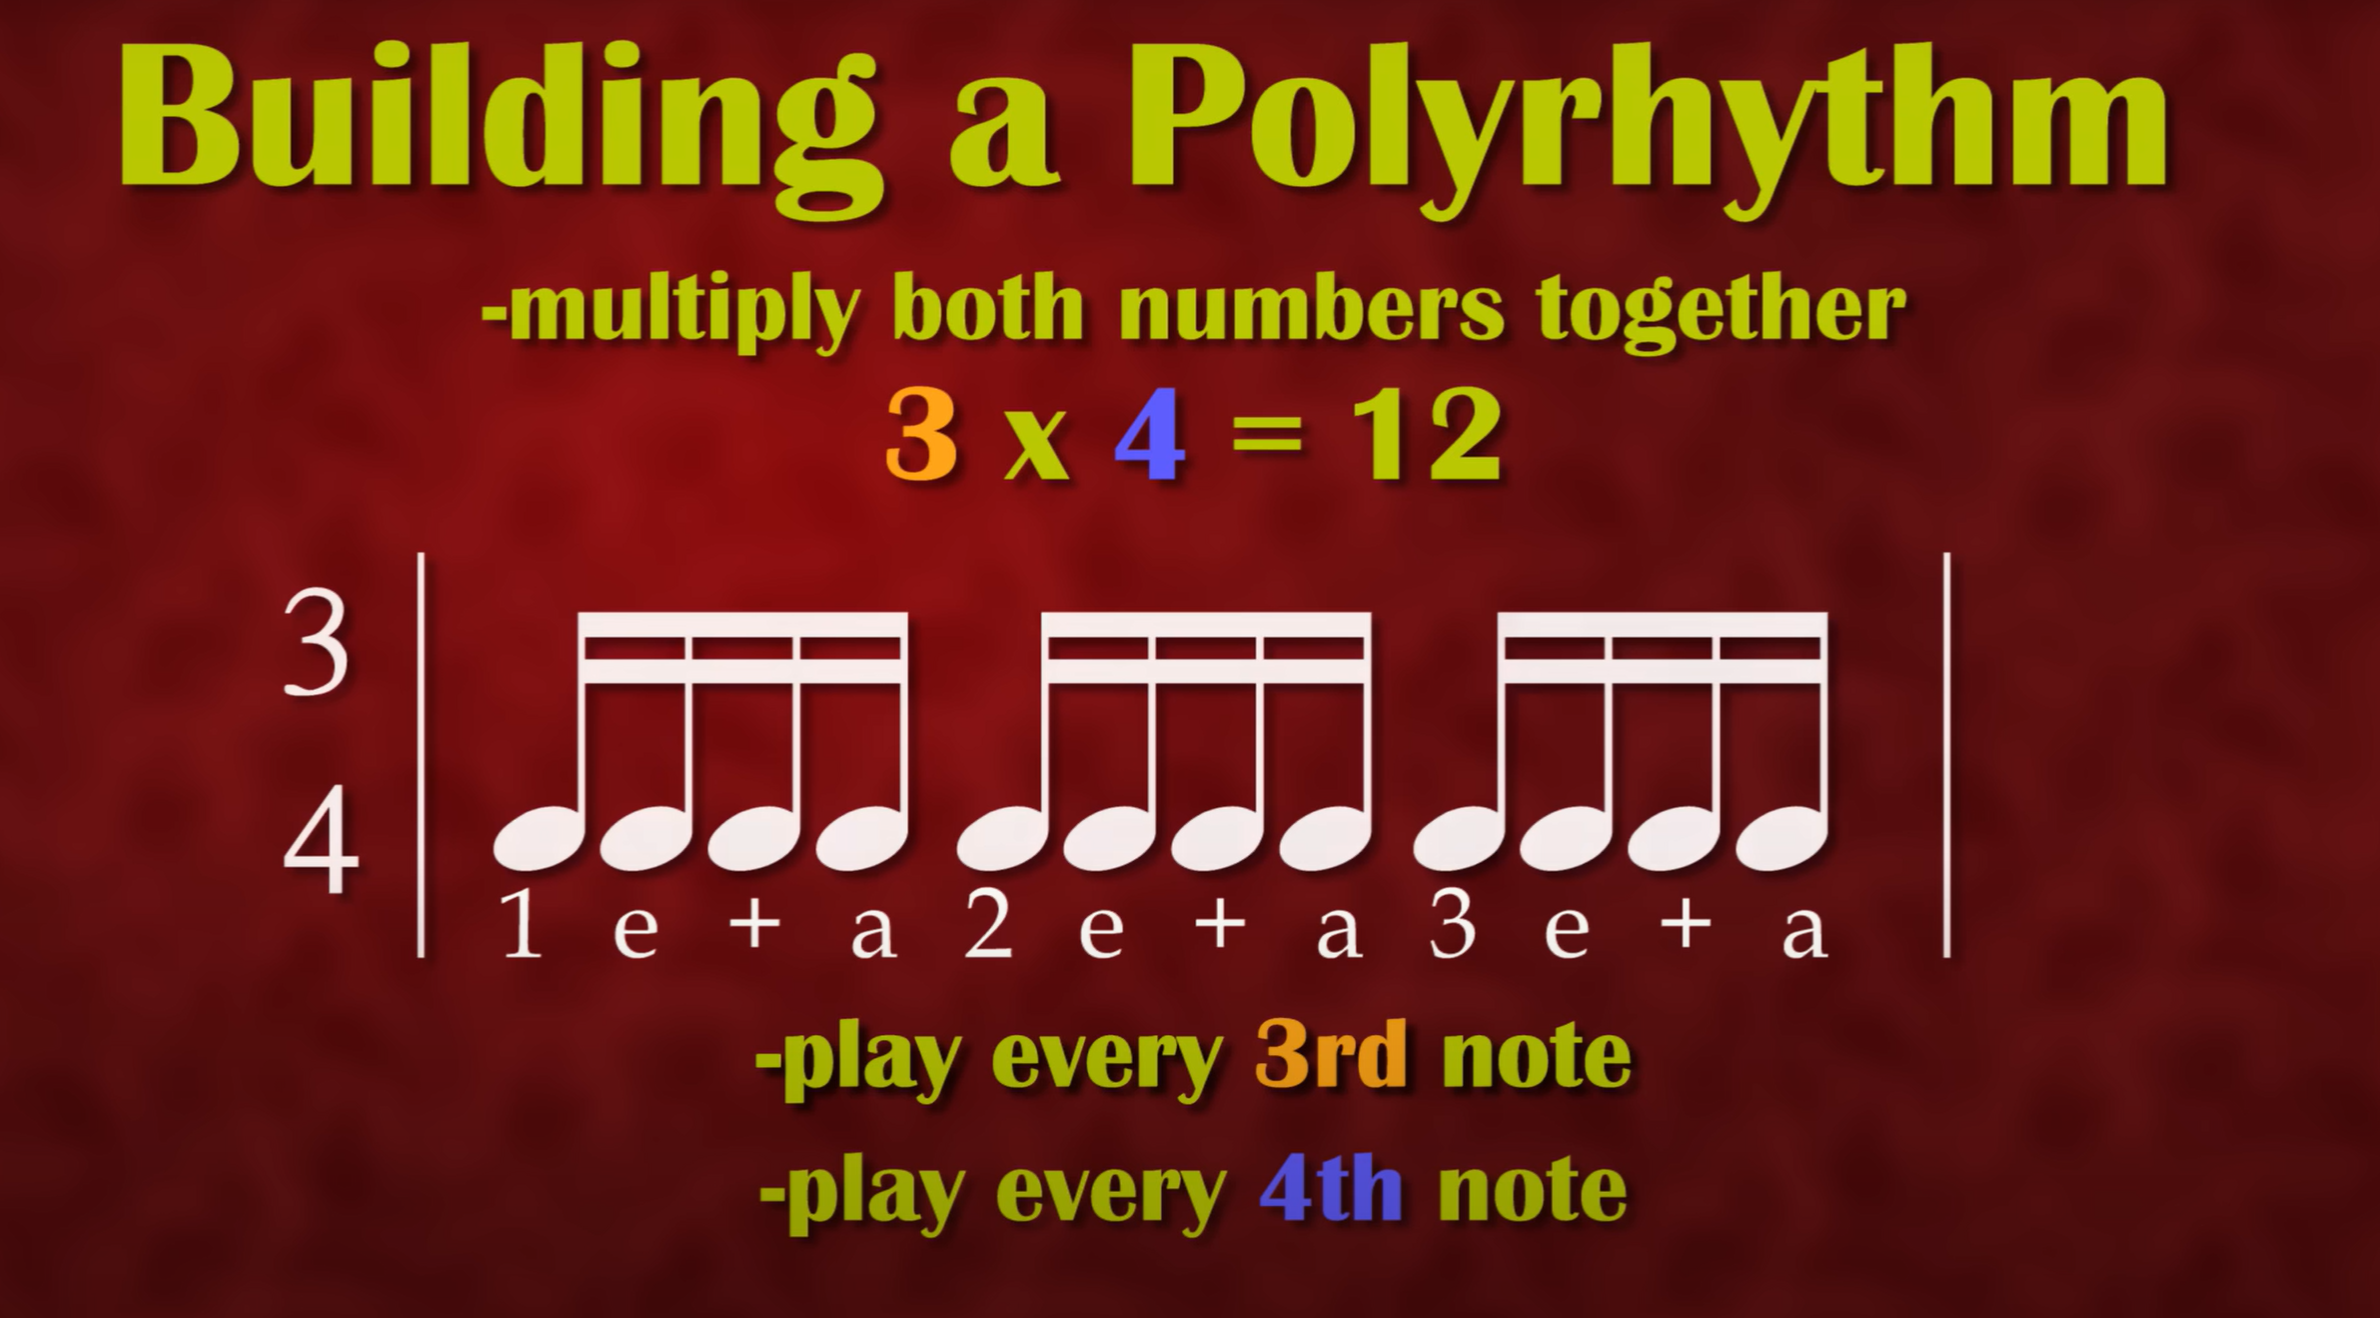 Building a Polyrhythm
-multiply both numbers together
3 x 4 = 12
3
4
1 e + a 2 e + a 3 e + a
-play every 3rd note
-play every 4th note